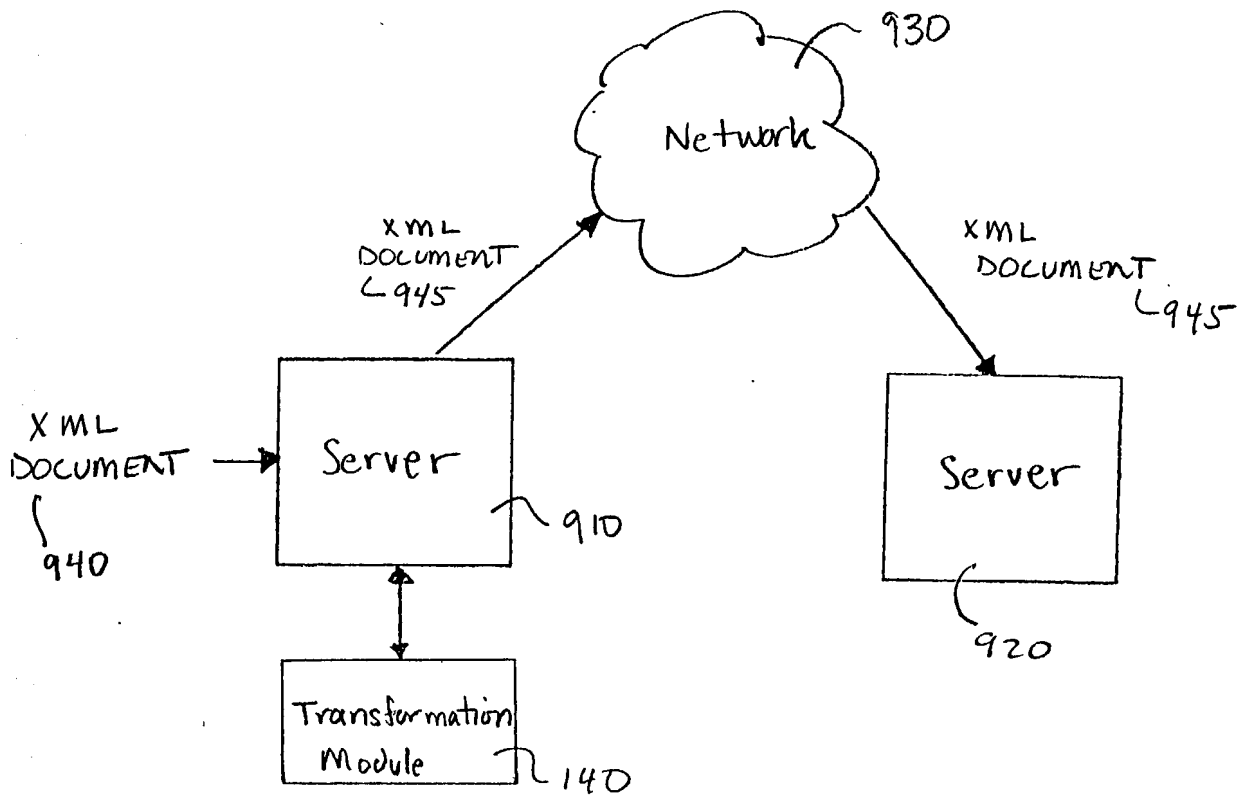 930
Network
XML
DOCUMENT
945
XML
DOCUMENT
945
XML
DOCUMENT
940
Server
910
Server
920
Transformation
Module
140